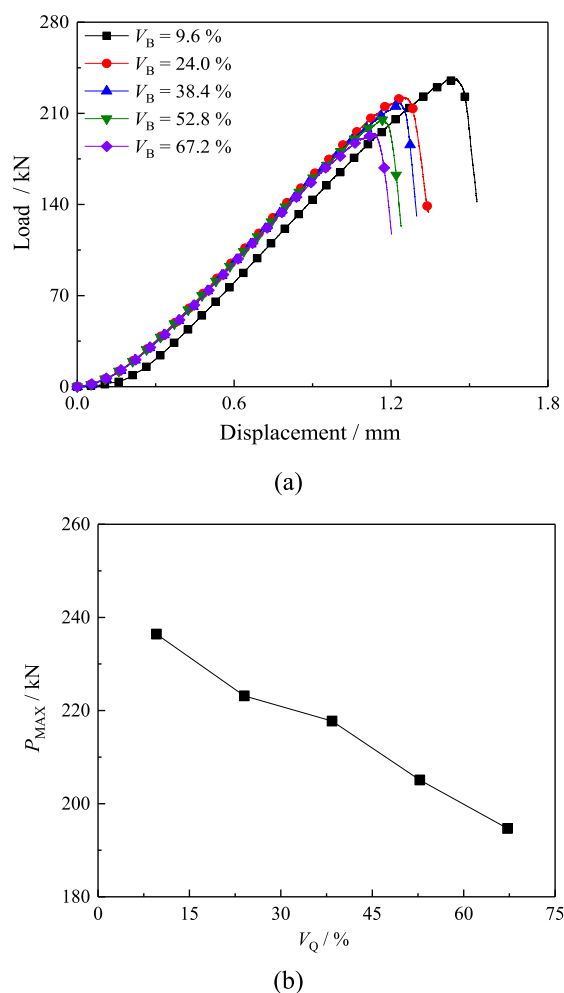 280
210
140
70
0
Load / kN
V_B = 9.6 %
V_B = 24.0 %
V_B = 38.4 %
V_B = 52.8 %
V_B = 67.2 %
0.0 0.6 1.2 1.8
Displacement / mm
(a)
260
240
220
200
180
P_MAX / kN
0 15 30 45 60 75
V_Q / %
(b)